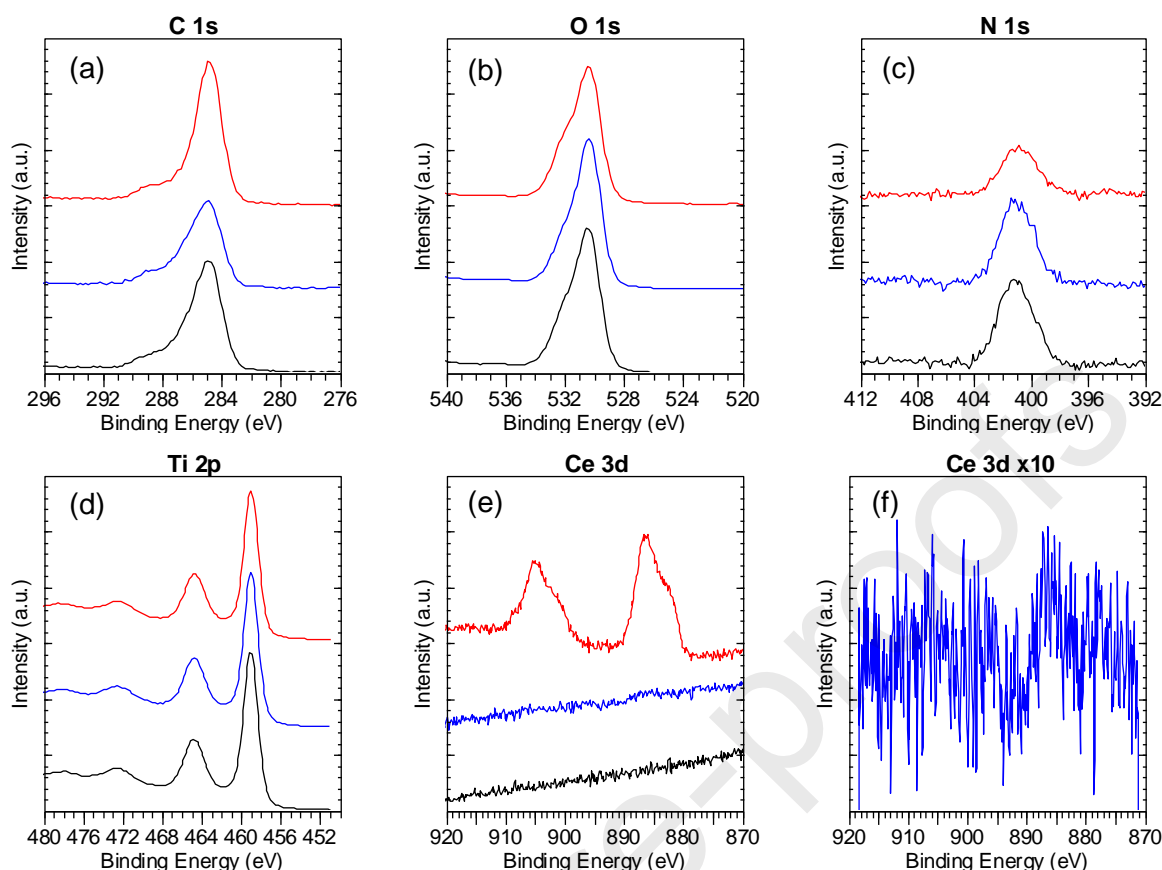 C 1s
O 1s
N 1s
(a)
(b)
(c)
Intensity (a.u.)
Intensity (a.u.)
Intensity (a.u.)
296 292 288 284 280 276
540 536 532 528 524 520
412 408 404 400 396 392
Binding Energy (eV)
Binding Energy (eV)
Binding Energy (eV)
Ti 2p
Ce 3d
Ce 3d x10
(d)
(e)
(f)
Intensity (a.u.)
Intensity (a.u.)
Intensity (a.u.)
480 476 472 468 464 460 456 452
920 910 900 890 880 870
920 910 900 890 880 870
Binding Energy (eV)
Binding Energy (eV)
Binding Energy (eV)
e-proofs